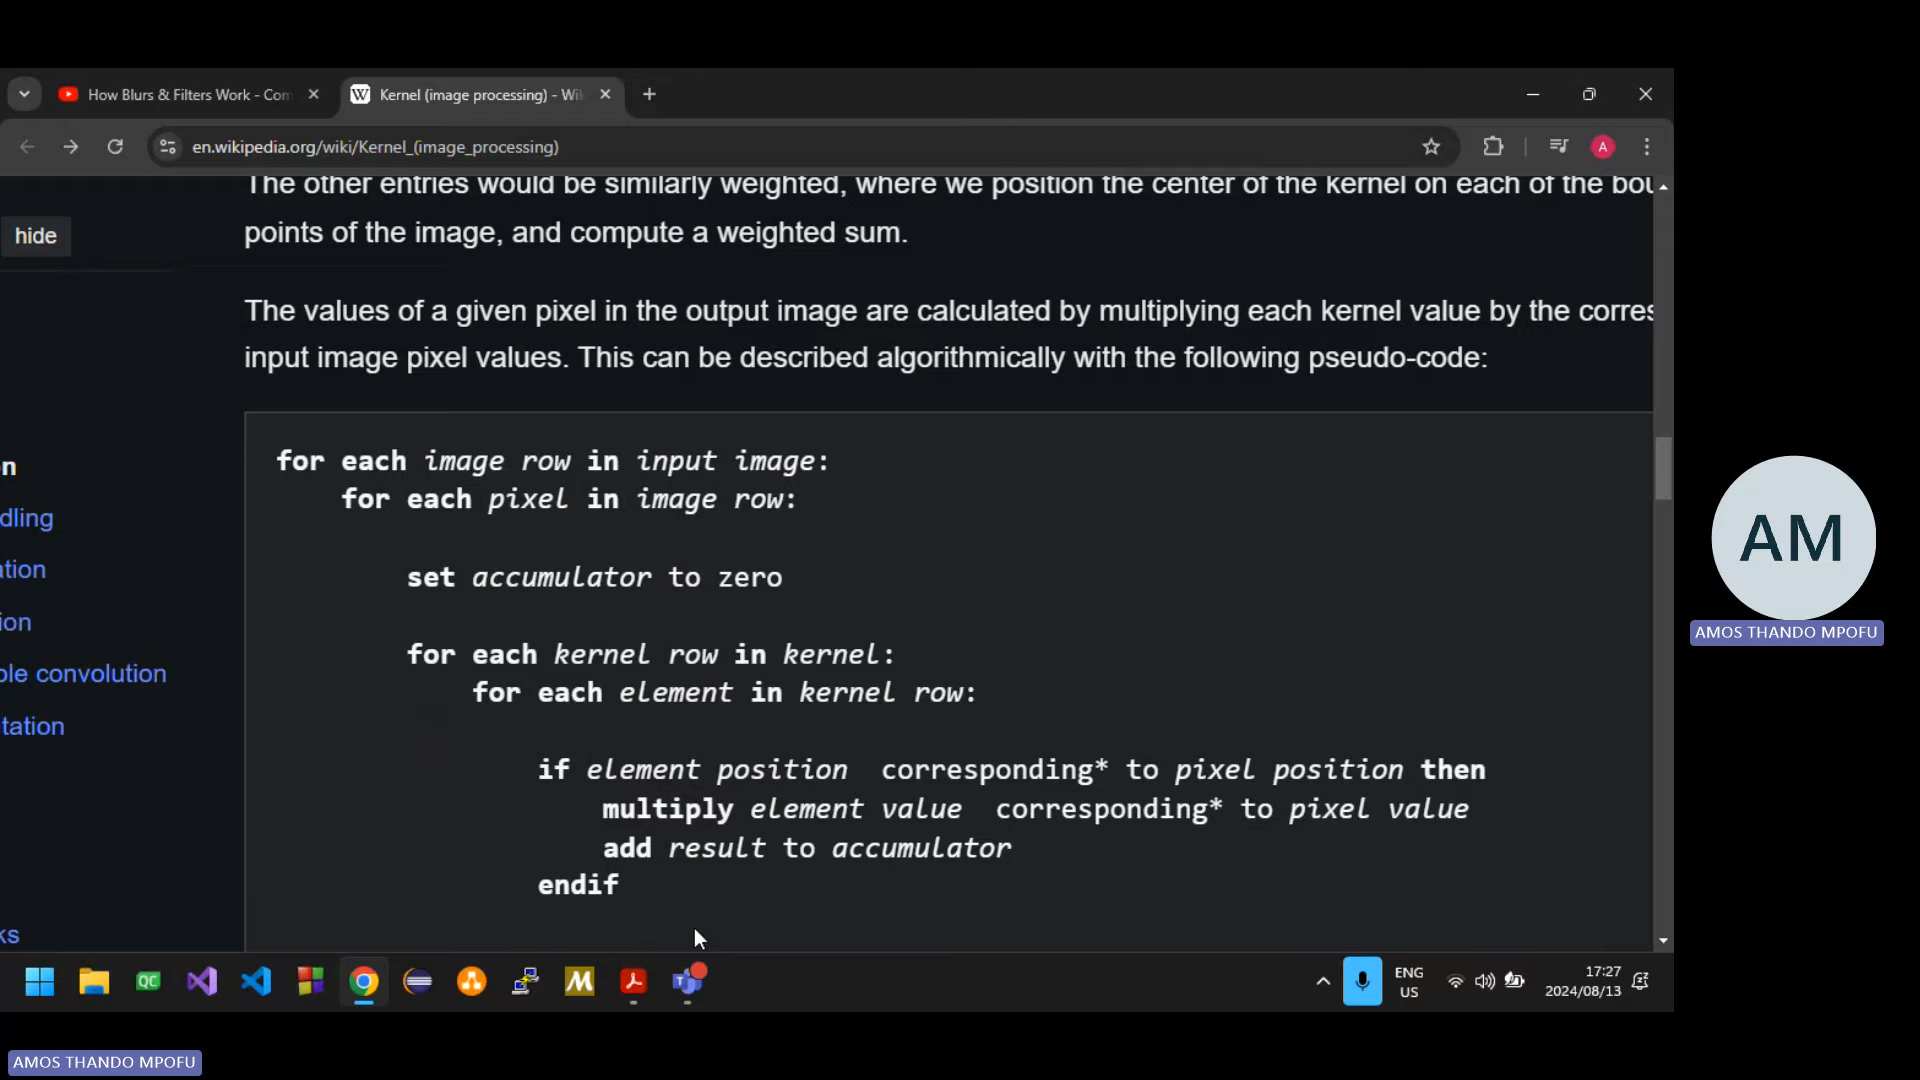 How Blurs & Filters Work - Com
Kernel (image processing) - Wi
en.wikipedia.org/wiki/Kernel_(image_processing)
hide
The other entries would be similarly weighted, where we position the center of the kernel on each of the bou
points of the image, and compute a weighted sum.
The values of a given pixel in the output image are calculated by multiplying each kernel value by the corres
input image pixel values. This can be described algorithmically with the following pseudo-code:
for each image row in input image:
for each pixel in image row:
set accumulator to zero
for each kernel row in kernel:
for each element in kernel row:
if element position corresponding* to pixel position then
multiply element value corresponding* to pixel value
add result to accumulator
endif
n
dling
ation
ion
ole convolution
tation
ks
A
W
QC
M
ENG
US
17:27
2024/08/13
AM
AMOS THANDO MPOFU
AMOS THANDO MPOFU